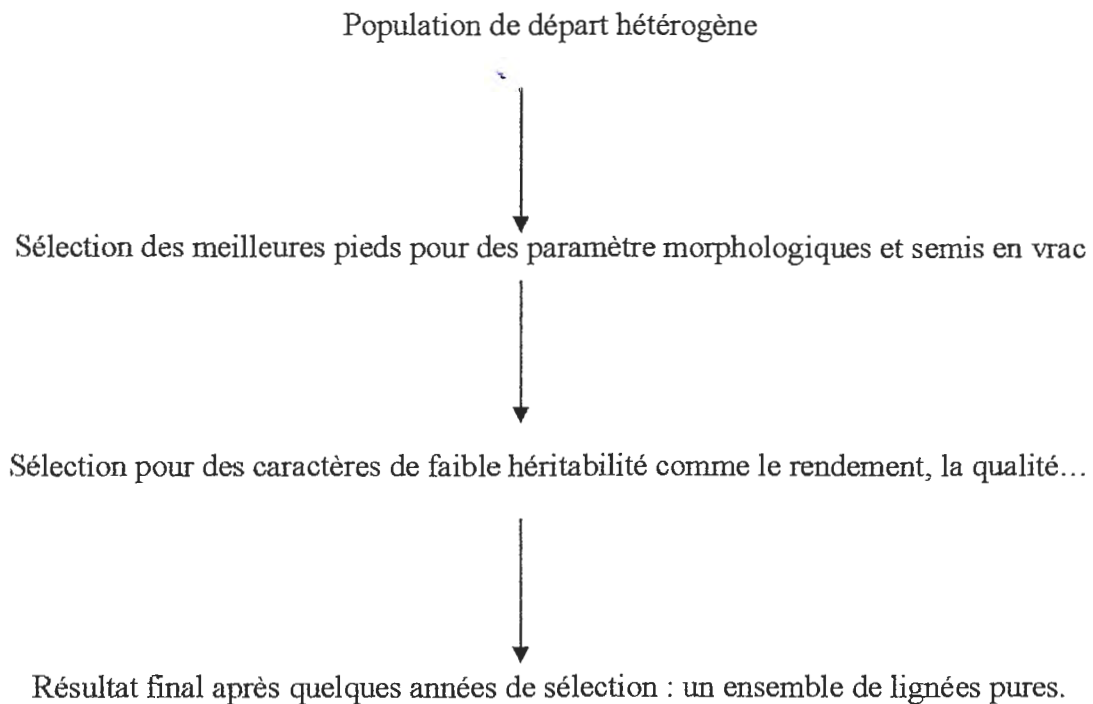 Population de départ hétérogène
Sélection des meilleures pieds pour des paramètre morphologiques et semis en vrac
Sélection pour des caractères de faible héritabilité comme le rendement, la qualité…
Résultat final après quelques années de sélection : un ensemble de lignées pures.